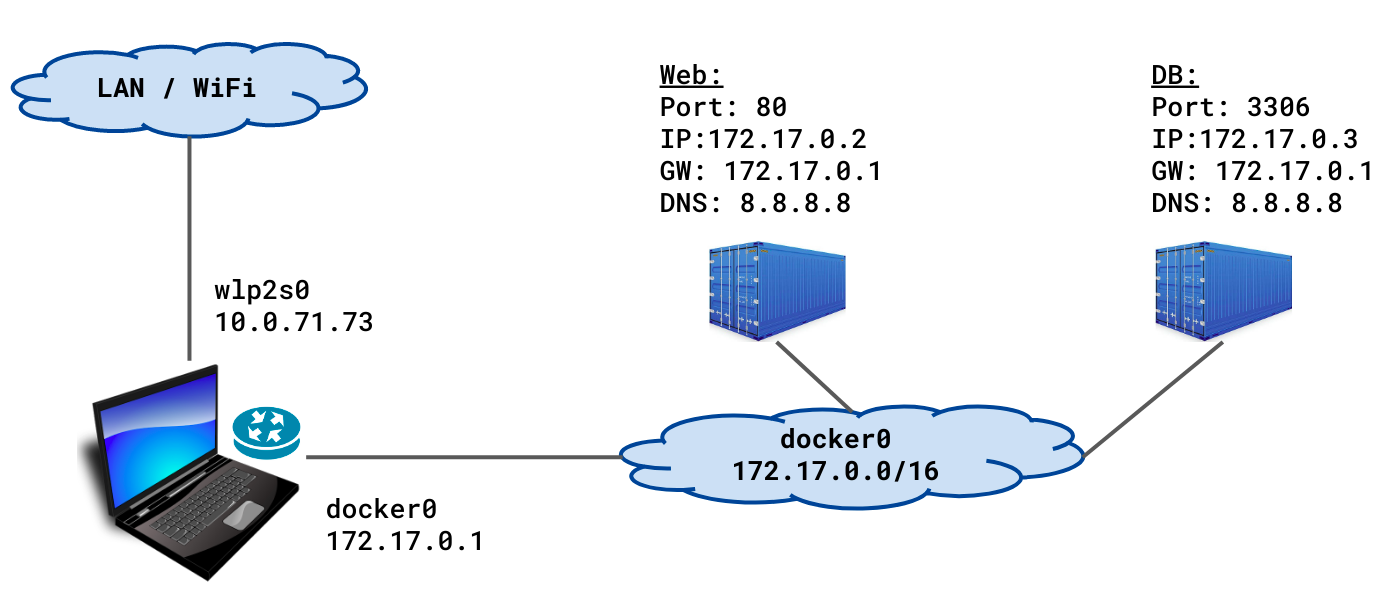 LAN / WiFi
wlp2s0
10.0.71.73
docker0
172.17.0.1
Web:
Port: 80
IP:172.17.0.2
GW: 172.17.0.1
DNS: 8.8.8.8
DB:
Port: 3306
IP:172.17.0.3
GW: 172.17.0.1
DNS: 8.8.8.8
docker0
172.17.0.0/16